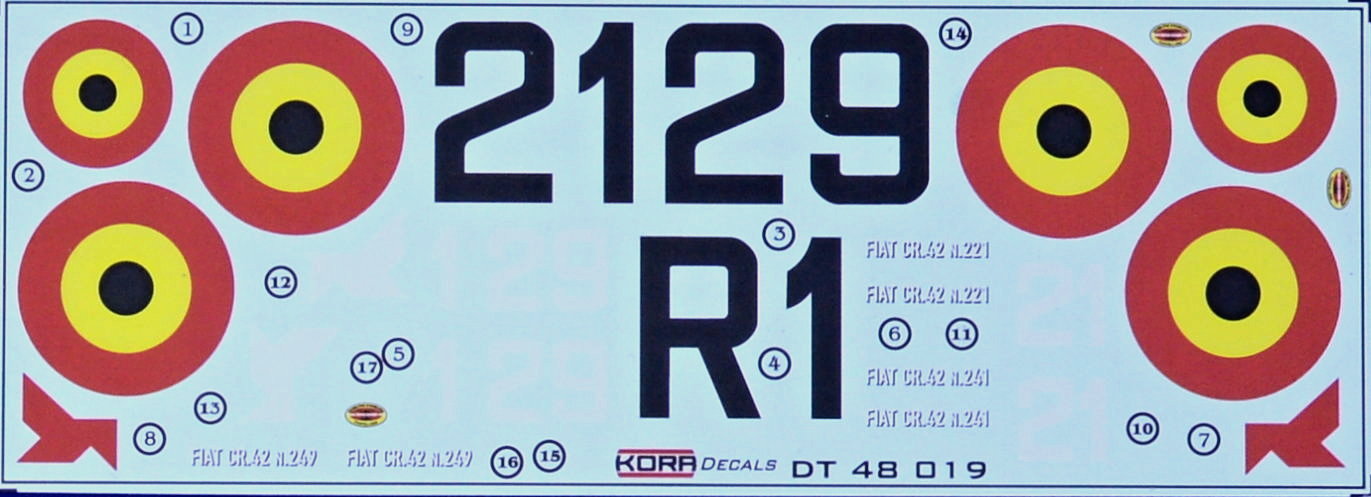 1
9
2129
14
2
12
3
R1
FIAT CR.42 N.221
FIAT CR.42 N.221
6
11
17
5
4
FIAT CR.42 N.241
13
FIAT CR.42 N.241
8
10
7
FIAT CR.42 N.249
FIAT CR.42 N.249
16
15
KORA DECALS DT 48 019